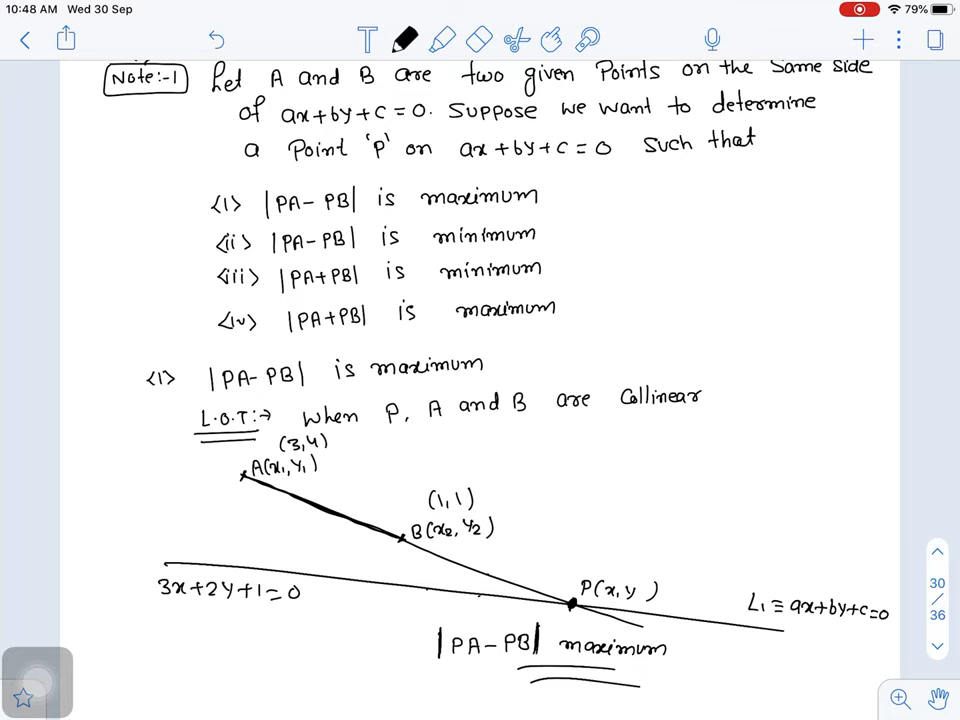 10:48 AM Wed 30 Sep
79%
Note:-1 Let A and B are two given Points on the Same side
of ax+by+c=0. Suppose we want to determine
a Point 'P' on ax+by+c=0 such that
<i> |PA-PB| is maximum
<ii> |PA-PB| is minimum
<iii> |PA+PB| is minimum
<iv> |PA+PB| is maximum
<i> |PA-PB| is maximum
L.O.T:-> When P, A and B are Collinear
(3,4)
A(x₁,y₁)
(1,1)
B(x₂,y₂)
3x+2y+1=0
P(x,y)
L₁≡ax+by+c=0
|PA-PB| maximum
30
/
36